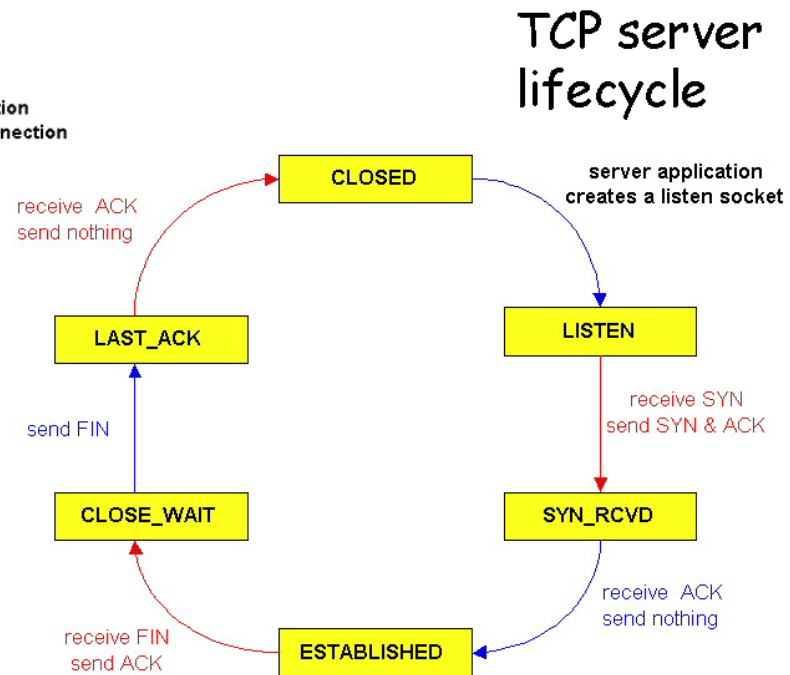 TCP server
lifecycle
nection
CLOSED
server application
creates a listen socket
receive ACK
send nothing
LAST_ACK
LISTEN
receive SYN
send SYN & ACK
send FIN
CLOSE_WAIT
SYN_RCVD
receive ACK
send nothing
receive FIN
send ACK
ESTABLISHED